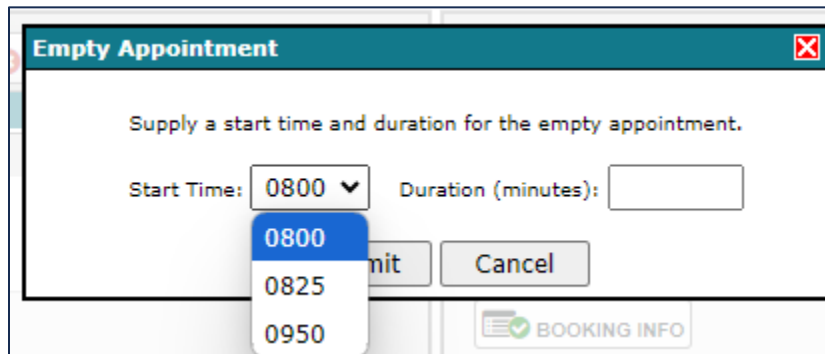 Empty Appointment
Supply a start time and duration for the empty appointment.
Start Time: 0800 Duration (minutes):
0800
mit Cancel
0825
0950
BOOKING INFO